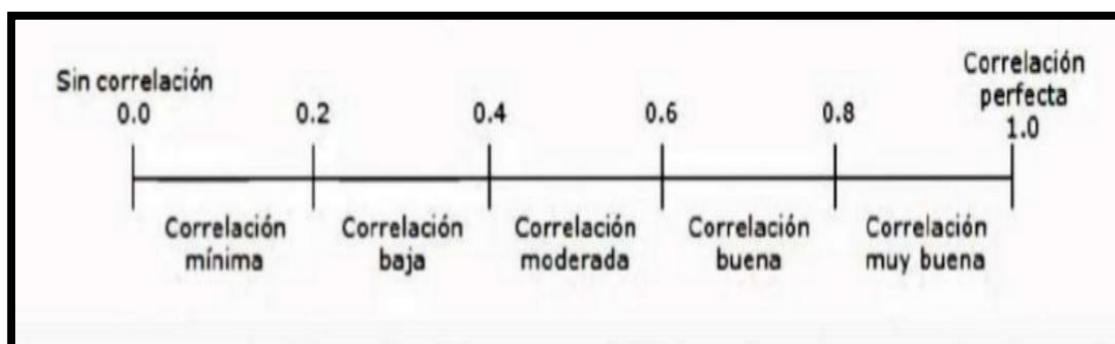 Sin correlación
Correlación
perfecta
0.0 0.2 0.4 0.6 0.8 1.0
Correlación Correlación Correlación Correlación Correlación
mínima baja moderada buena muy buena